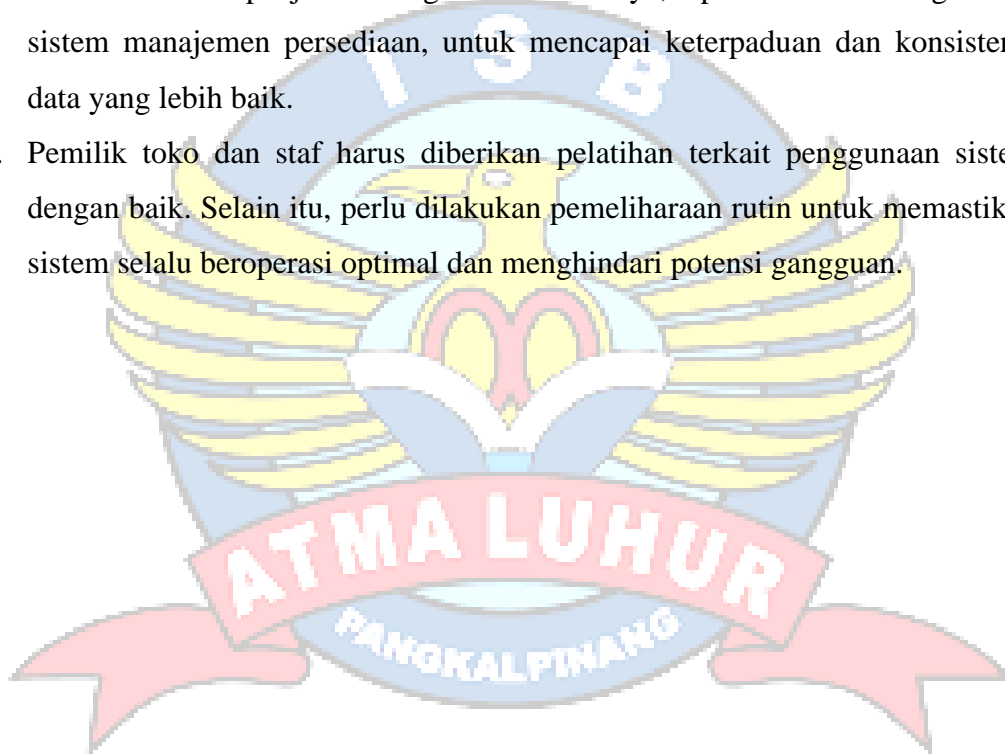 sistem manajemen persediaan, untuk mencapai keterpaduan dan konsisten
data yang lebih baik.
. Pemilik toko dan staf harus diberikan pelatihan terkait penggunaan siste
dengan baik. Selain itu, perlu dilakukan pemeliharaan rutin untuk memastik
sistem selalu beroperasi optimal dan menghindari potensi gangguan.
I S B
ATMA LUHUR
PANGKALPINANG